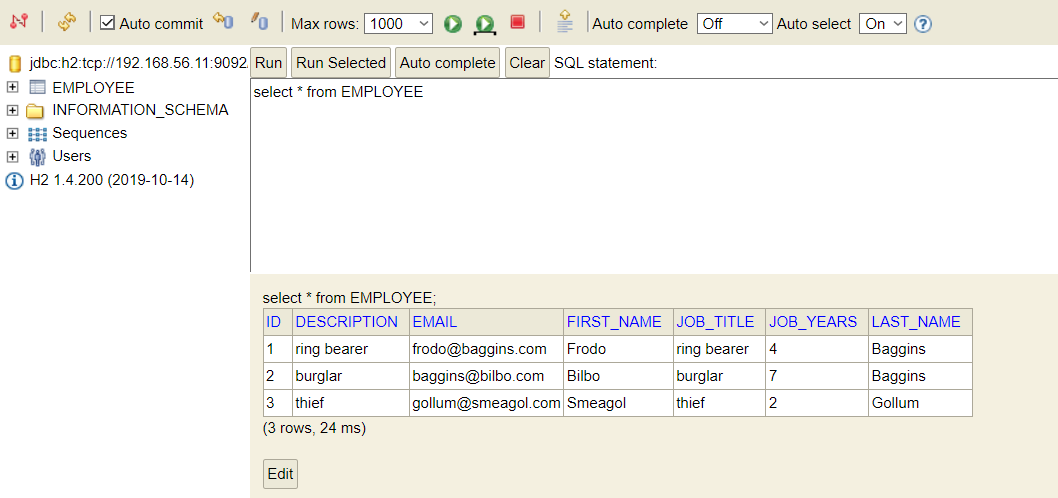 Auto commit Max rows: 1000 Auto complete Off Auto select On
jdbc:h2:tcp://192.168.56.11:9092
EMPLOYEE
INFORMATION_SCHEMA
Sequences
Users
H2 1.4.200 (2019-10-14)
Run Run Selected Auto complete Clear SQL statement:
select * from EMPLOYEE
select * from EMPLOYEE;
ID DESCRIPTION EMAIL FIRST_NAME JOB_TITLE JOB_YEARS LAST_NAME
1 ring bearer frodo@baggins.com Frodo ring bearer 4 Baggins
2 burglar baggins@bilbo.com Bilbo burglar 7 Baggins
3 thief gollum@smeagol.com Smeagol thief 2 Gollum
(3 rows, 24 ms)
Edit